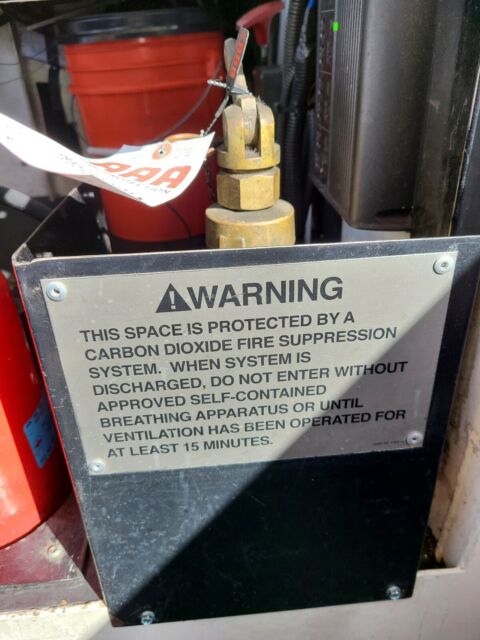 AAA
WARNING
THIS SPACE IS PROTECTED BY A
CARBON DIOXIDE FIRE SUPPRESSION
SYSTEM. WHEN SYSTEM IS
DISCHARGED, DO NOT ENTER WITHOUT
APPROVED SELF-CONTAINED
BREATHING APPARATUS OR UNTIL
VENTILATION HAS BEEN OPERATED FOR
AT LEAST 15 MINUTES.